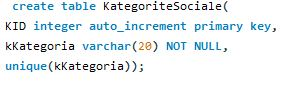 create table KategoriteSociale(
KID integer auto_increment primary key,
kKategoria varchar(20) NOT NULL,
unique(kKategoria));